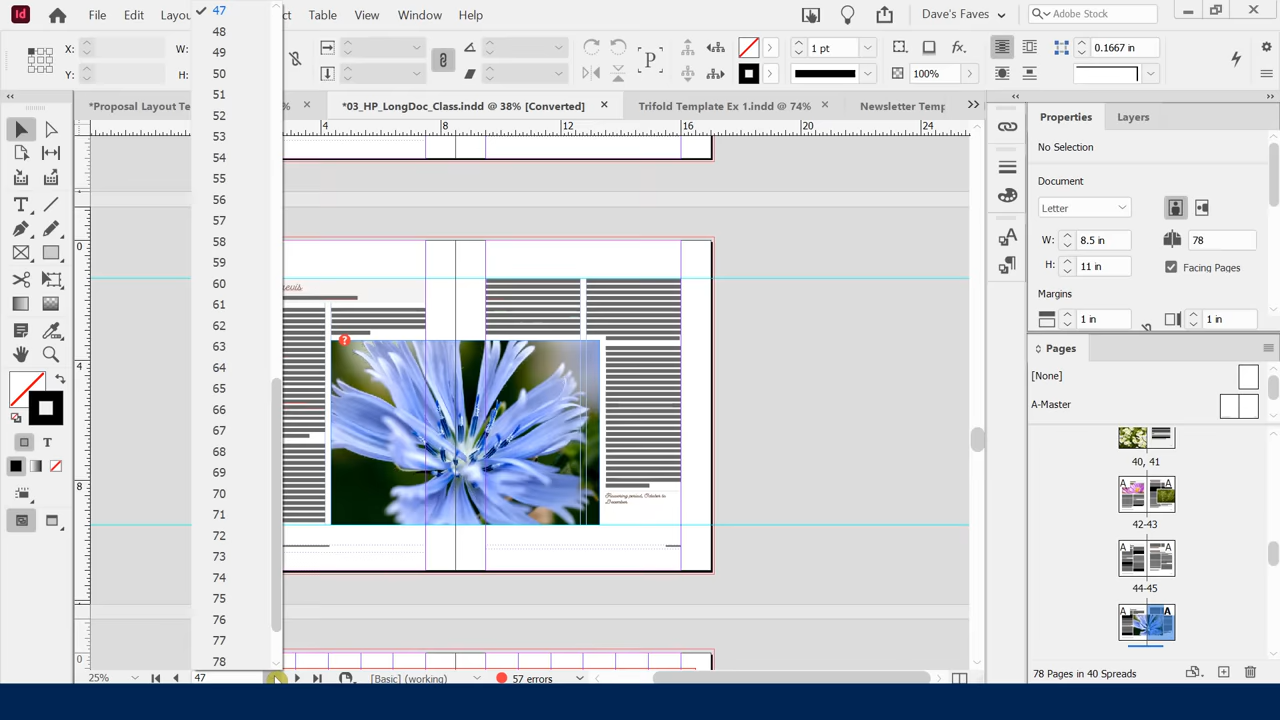 Id File Edit Layou Table View Window Help Dave's Faves Adobe Stock
X: W: 1 pt 0.1667 in
Y: H: P fx. 100%
*Proposal Layout Te % *03_HP_LongDoc_Class.indd @ 38% [Converted] Trifold Template Ex 1.indd @ 74% Newsletter Temp
4 8 12 16 20 24
Properties Layers
No Selection
Document
Letter
W: 8.5 in 78
H: 11 in Facing Pages
Margins
1 in 1 in
Pages
[None]
A-Master
40, 41
42-43
44-45
78 Pages in 40 Spreads
47
48
49
50
51
52
53
54
55
56
57
58
59
60
61
62
63
64
65
66
67
68
69
70
71
72
73
74
75
76
77
78
25% 47 [Basic] (working) 57 errors